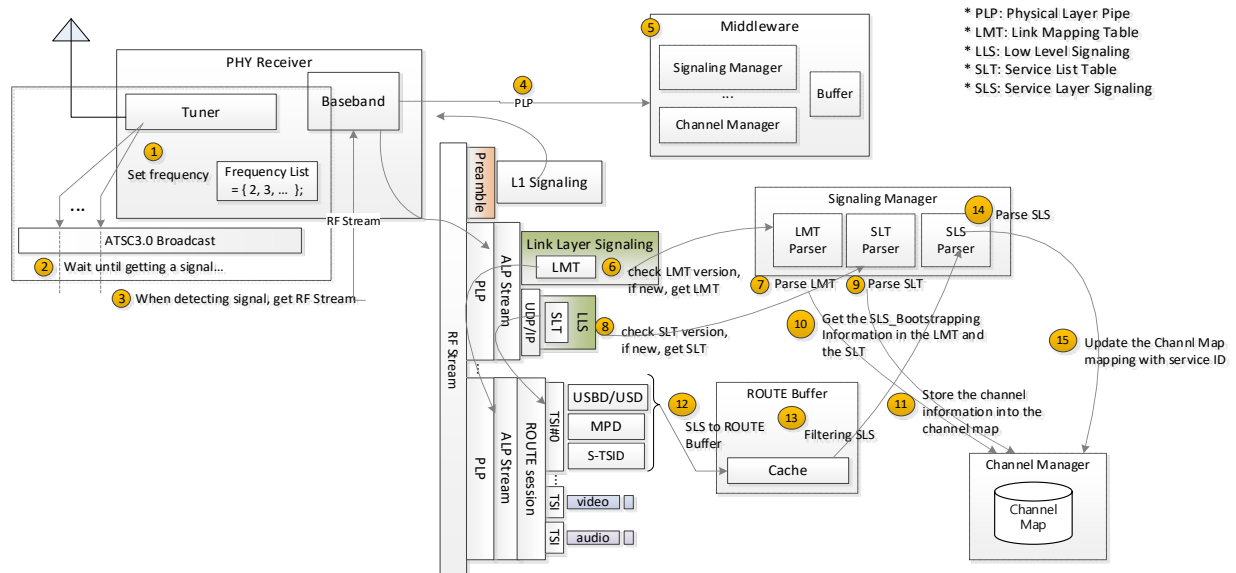 * PLP: Physical Layer Pipe
* LMT: Link Mapping Table
* LLS: Low Level Signaling
* SLT: Service List Table
* SLS: Service Layer Signaling
PHY Receiver
Tuner
Baseband
1
Set frequency
Frequency List
= { 2, 3, ... };
...
RF Stream
ATSC3.0 Broadcast
2 Wait until getting a signal...
3 When detecting signal, get RF Stream
4
PLP
5
Middleware
Signaling Manager
...
Channel Manager
Buffer
RF Stream
Preamble
L1 Signaling
PLP
ALP Stream
Link Layer Signaling
LMT
6
check LMT version,
if new, get LMT
UDP/IP
SLT
LLS
8
check SLT version,
if new, get SLT
...
PLP
ALP Stream
ROUTE session
TSI#0
USBD/USD
MPD
S-TSID
...
TSI
video
TSI
audio
12
SLS to ROUTE
Buffer
ROUTE Buffer
13
Filtering SLS
Cache
Signaling Manager
LMT
Parser
SLT
Parser
SLS
Parser
14
Parse SLS
7 Parse LMT
9 Parse SLT
10
Get the SLS_Bootstrapping
Information in the LMT and
the SLT
11
Store the channel
information into the
channel map
15
Update the Channl Map
mapping with service ID
Channel Manager
Channel
Map